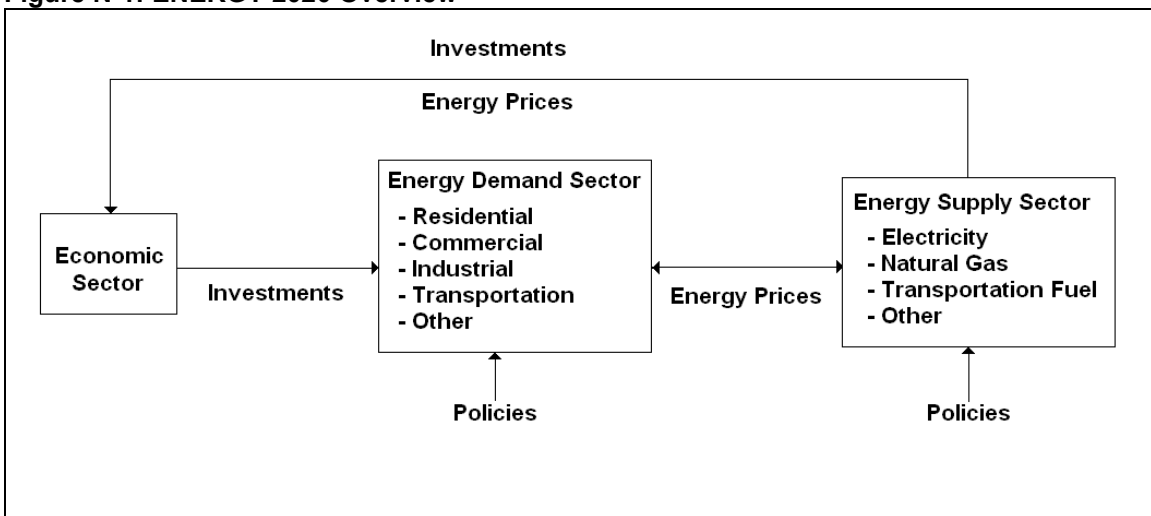 Investments
Energy Prices
Energy Demand Sector
- Residential
- Commercial
- Industrial
- Transportation
- Other
Energy Supply Sector
- Electricity
- Natural Gas
- Transportation Fuel
- Other
Economic
Sector
Investments
Energy Prices
Policies
Policies